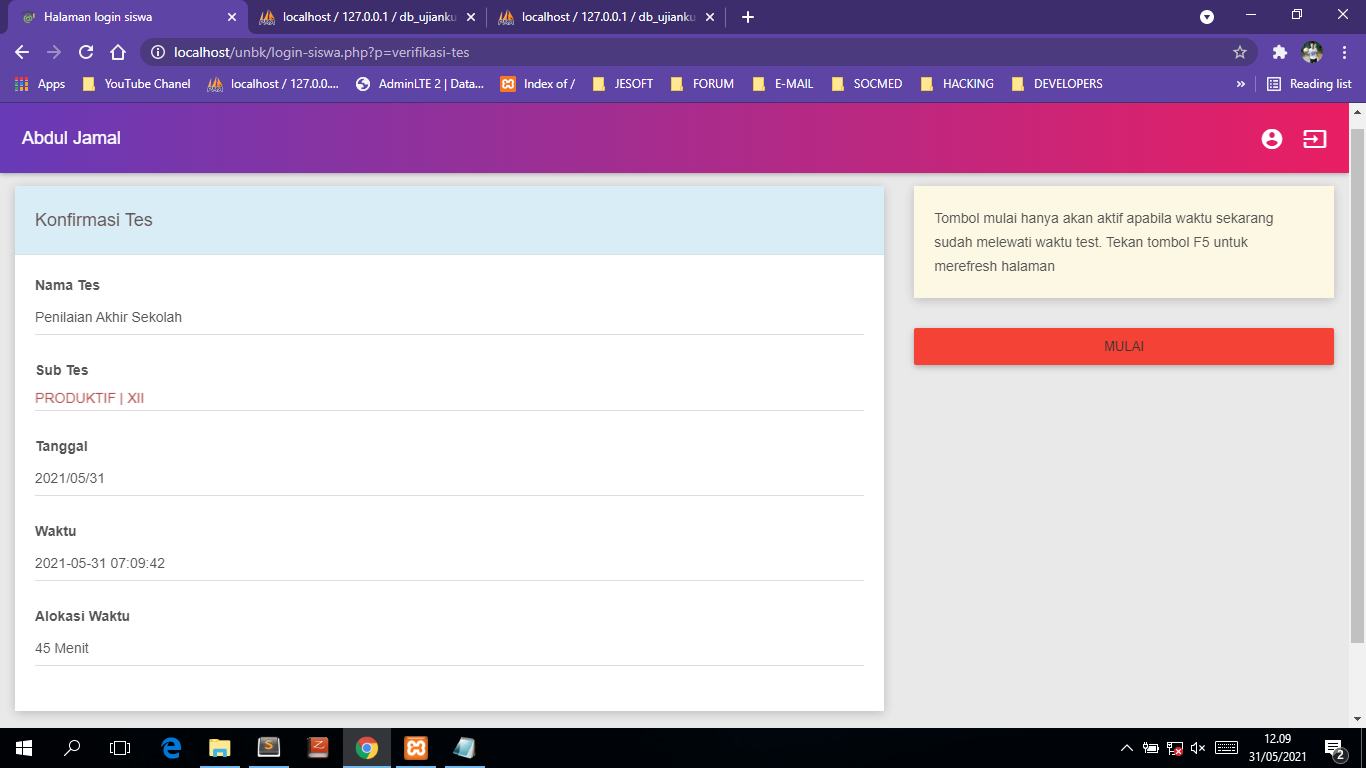 Halaman login siswa
localhost / 127.0.0.1 / db_ujianku
localhost / 127.0.0.1 / db_ujianku
localhost/unbk/login-siswa.php?p=verifikasi-tes
Apps
YouTube Chanel
localhost / 127.0.0....
AdminLTE 2 | Data...
Index of /
JESOFT
FORUM
E-MAIL
SOCMED
HACKING
DEVELOPERS
»
Reading list
Abdul Jamal
Konfirmasi Tes
Nama Tes
Penilaian Akhir Sekolah
Sub Tes
PRODUKTIF | XII
Tanggal
2021/05/31
Waktu
2021-05-31 07:09:42
Alokasi Waktu
45 Menit
Tombol mulai hanya akan aktif apabila waktu sekarang
sudah melewati waktu test. Tekan tombol F5 untuk
merefresh halaman
MULAI
12.09
31/05/2021
2